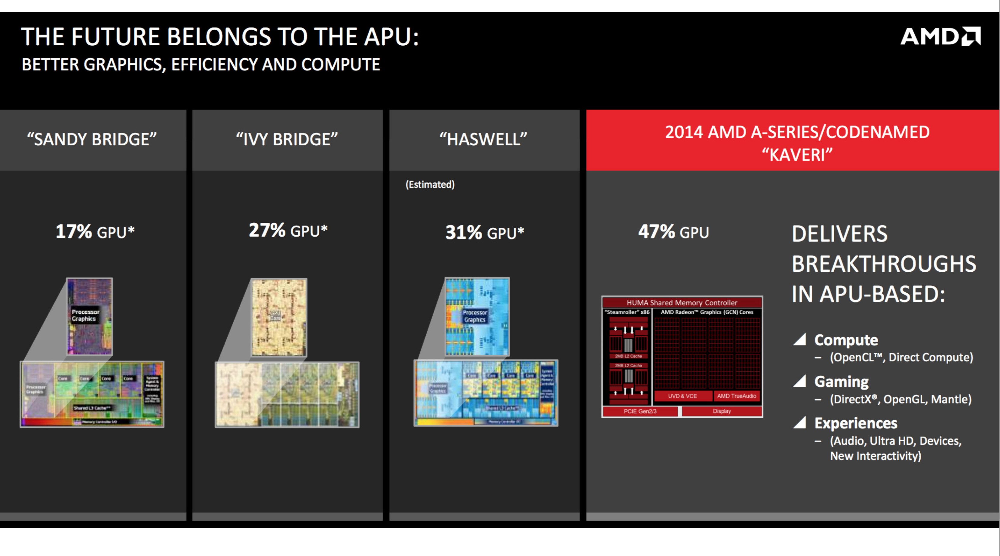 THE FUTURE BELONGS TO THE APU:
BETTER GRAPHICS, EFFICIENCY AND COMPUTE
AMD
“SANDY BRIDGE”
17% GPU*
Processor
Graphics
Processor
Graphics
Core Core Core Core
System
Agent &
Memory
Controller
Shared L3 Cache**
Memory Controller I/O
“IVY BRIDGE”
27% GPU*
GPU
Core
“HASWELL”
(Estimated)
31% GPU*
Processor
Graphics
Processor
Graphics
Core Core Core Core
System
Agent &
Memory
Controller
Shared L3 Cache**
Memory Controller I/O
2014 AMD A-SERIES/CODENAMED
“KAVERI”
47% GPU
HUMA Shared Memory Controller
“Steamroller” x86
AMD Radeon™ Graphics (GCN) Cores
2MB L2 Cache
2MB L2 Cache
UVD & VCE
AMD TrueAudio
PCIE Gen2/3
Display
DELIVERS
BREAKTHROUGHS
IN APU-BASED:
Compute
– (OpenCL™, Direct Compute)
Gaming
– (DirectX®, OpenGL, Mantle)
Experiences
– (Audio, Ultra HD, Devices,
New Interactivity)